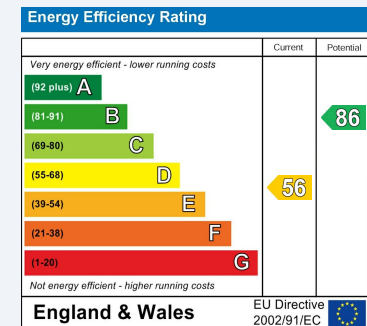 Energy Efficiency Rating
Current Potential
Very energy efficient - lower running costs
(92 plus) A
(81-91) B
86
(69-80) C
(55-68) D
56
(39-54) E
(21-38) F
(1-20) G
Not energy efficient - higher running costs
England & Wales
EU Directive
2002/91/EC